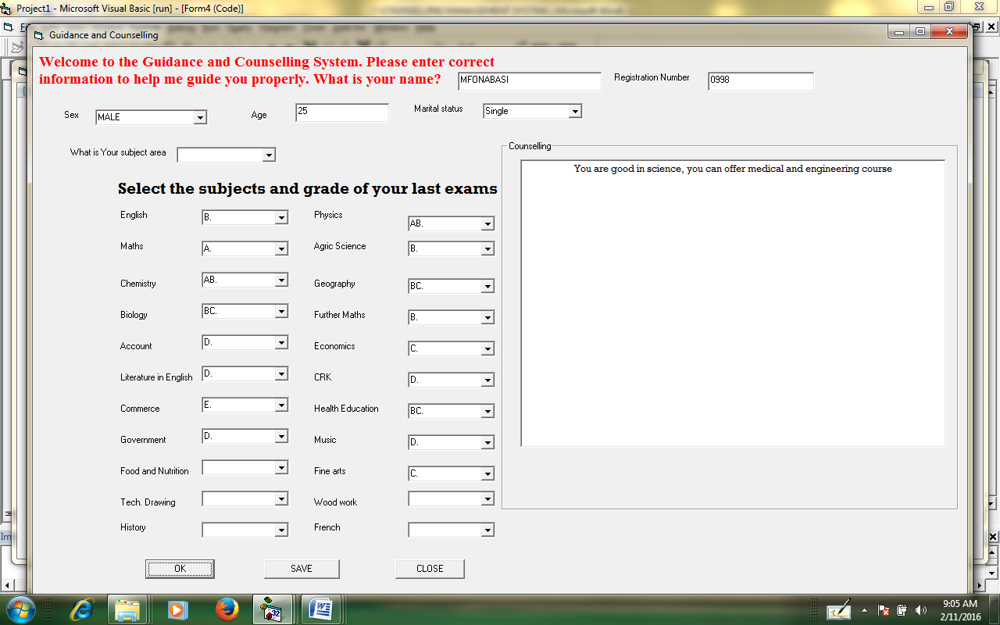 Project1 - Microsoft Visual Basic [run] - [Form4 (Code)]
Guidance and Counselling
Welcome to the Guidance and Counselling System. Please enter correct
information to help me guide you properly. What is your name? MFONABASI Registration Number 0998
Sex MALE Age 25 Marital status Single
What is Your subject area
Counselling
You are good in science, you can offer medical and engineering course
Select the subjects and grade of your last exams
English B. Physics AB.
Maths A. Agric Science B.
Chemistry AB. Geography BC.
Biology BC. Further Maths B.
Account D. Economics C.
Literature in English D. CRK D.
Commerce E. Health Education BC.
Government D. Music D.
Food and Nutrition Fine arts C.
Tech. Drawing Wood work
History French
OK SAVE CLOSE
9:05 AM
2/11/2016